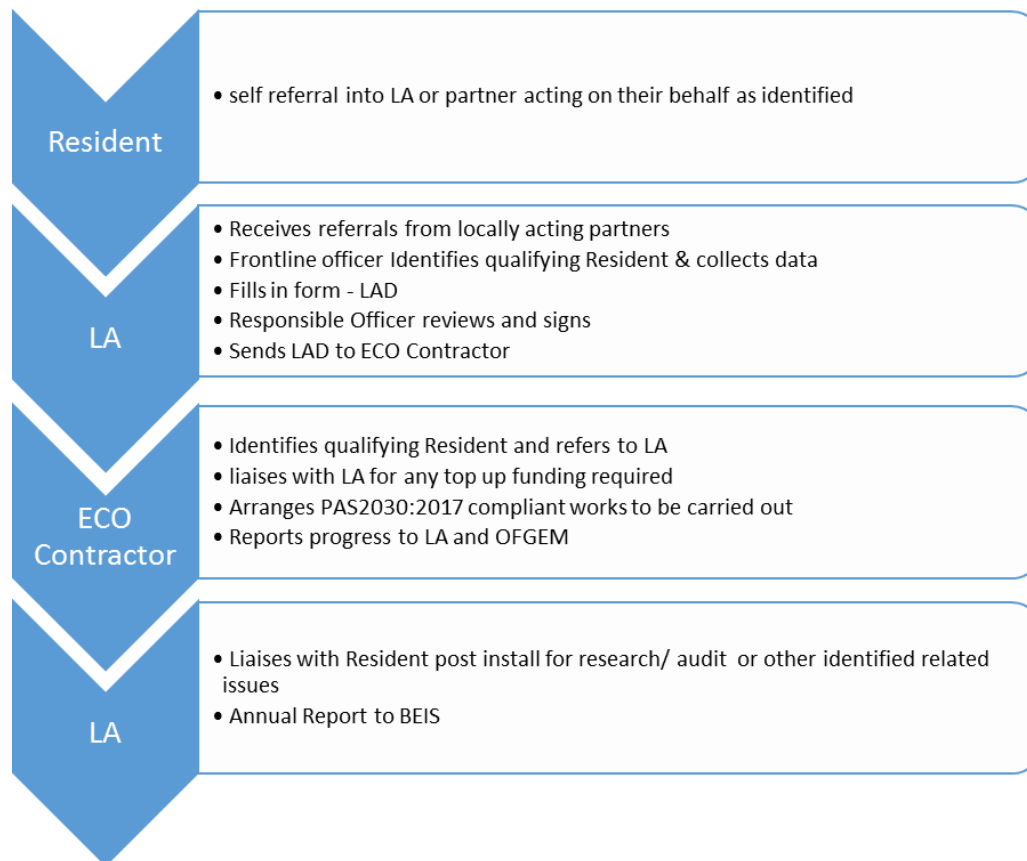 Resident
• self referral into LA or partner acting on their behalf as identified
LA
• Receives referrals from locally acting partners
• Frontline officer Identifies qualifying Resident & collects data
• Fills in form - LAD
• Responsible Officer reviews and signs
• Sends LAD to ECO Contractor
ECO
Contractor
• Identifies qualifying Resident and refers to LA
• liaises with LA for any top up funding required
• Arranges PAS2030:2017 compliant works to be carried out
• Reports progress to LA and OFGEM
LA
• Liaises with Resident post install for research/ audit or other identified related
issues
• Annual Report to BEIS